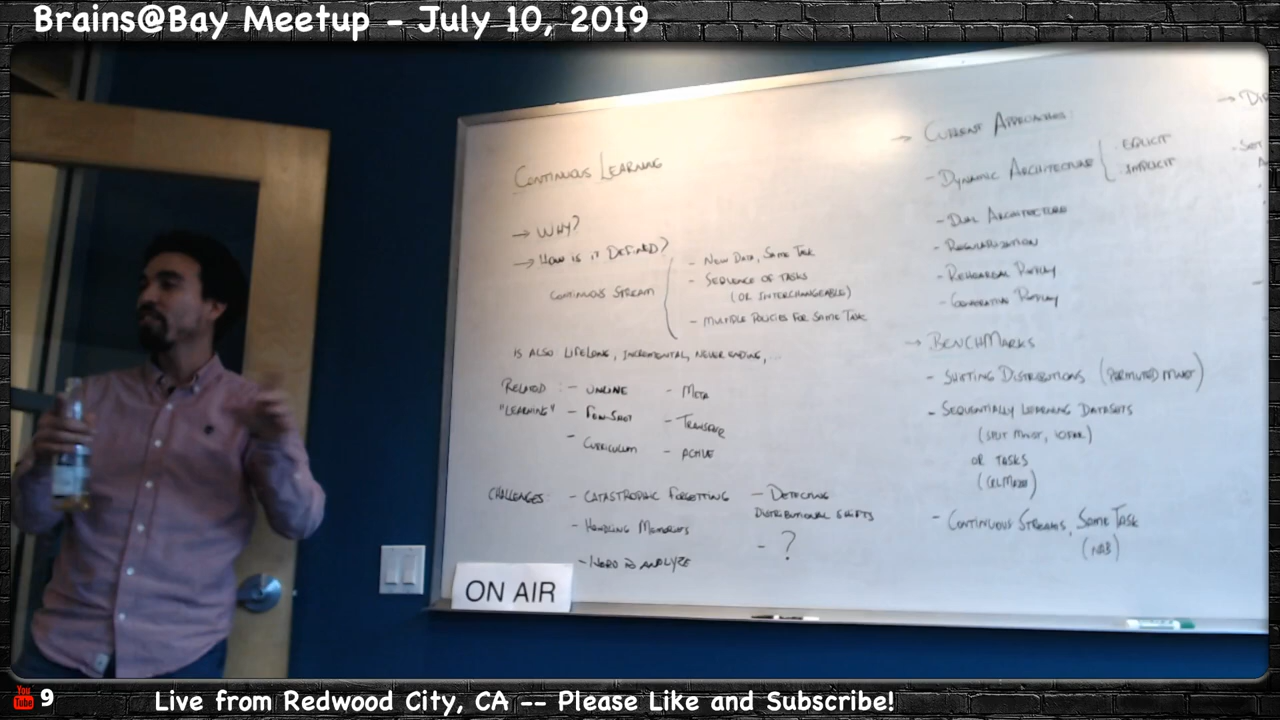 Brains@Bay Meetup - July 10, 2019
CONTINUOUS LEARNING
→ WHY?
→ HOW IS IT DEFINED?
CONTINUOUS STREAM
- NEW DATA, SAME TASK
- SEQUENCE OF TASKS
(OR INTERCHANGEABLE)
- MULTIPLE POLICIES FOR SAME TASK
IS ALSO LIFELONG, INCREMENTAL, NEVER ENDING, ...
RELATED : - ONLINE - META
"LEARNING" - FEW-SHOT - TRANSFER
- CURRICULUM - ACTIVE
CHALLENGES: - CATASTROPHIC FORGETTING
- HANDLING MEMORIES
- HARD TO ANALYZE
- DETECTING
DISTRIBUTIONAL SHIFTS
- ?
→ CURRENT APPROACHES:
- DYNAMIC ARCHITECTURE
. EXPLICIT
. IMPLICIT
- DUAL ARCHITECTURE
- REGULARIZATION
- REHEARSAL REPLAY
- GENERATIVE REPLAY
→ BENCHMARKS
- SHIFTING DISTRIBUTIONS (PERMUTED MNIST)
- SEQUENTIALLY LEARNING DATASETS
(SPLIT MNIST, )
OR TASKS
- CONTINUOUS STREAMS, SAME TASK
(NAB)
ON AIR
You
Tube
9
Live from Redwood City, CA -- Please Like and Subscribe!